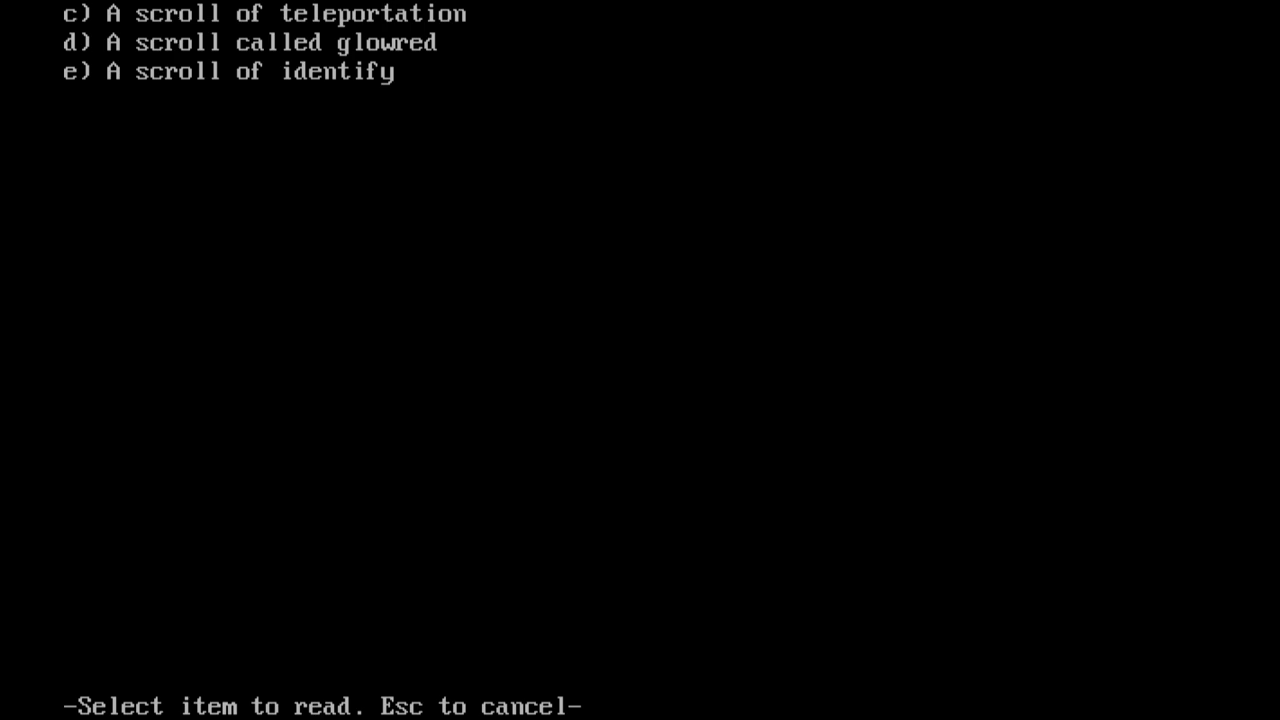 c) A scroll of teleportation
d) A scroll called glowred
e) A scroll of identify
-Select item to read. Esc to cancel-